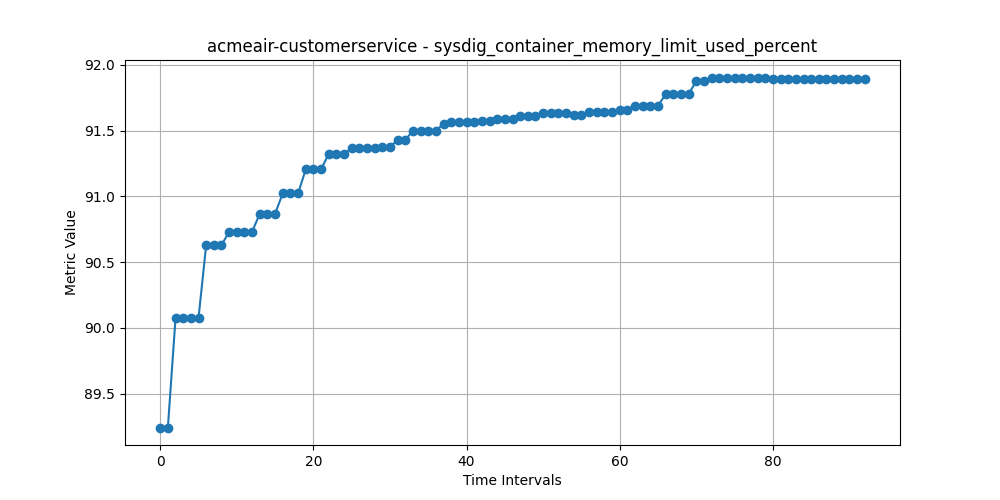 acmeair-customerservice - sysdig_container_memory_limit_used_percent
Metric Value
92.0
91.5
91.0
90.5
90.0
89.5
0 20 40 60 80
Time Intervals